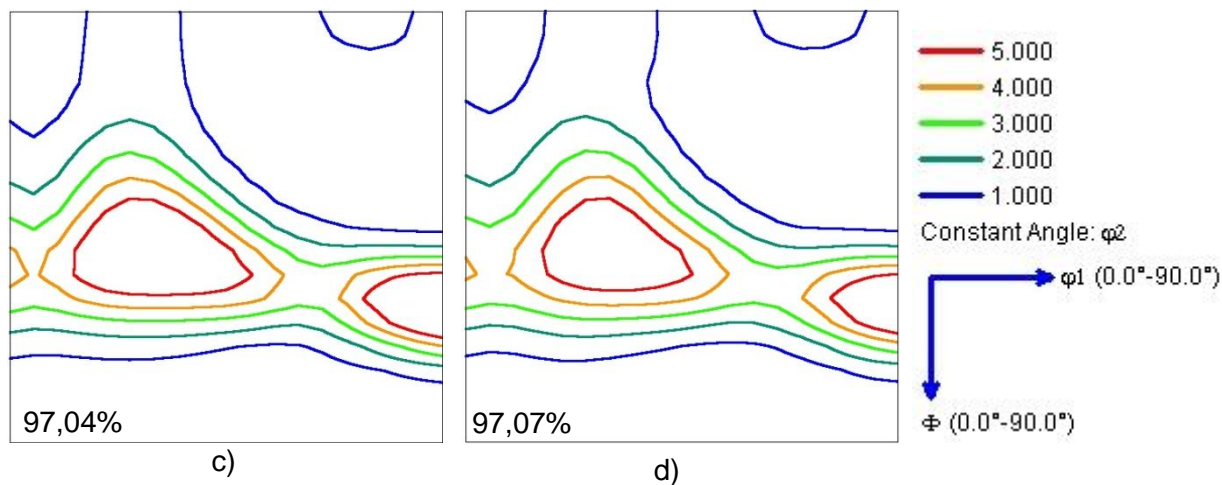 5.000
4.000
3.000
2.000
1.000
Constant Angle: φ2
φ1 (0.0°-90.0°)
Φ (0.0°-90.0°)
97,04%
97,07%
c)
d)